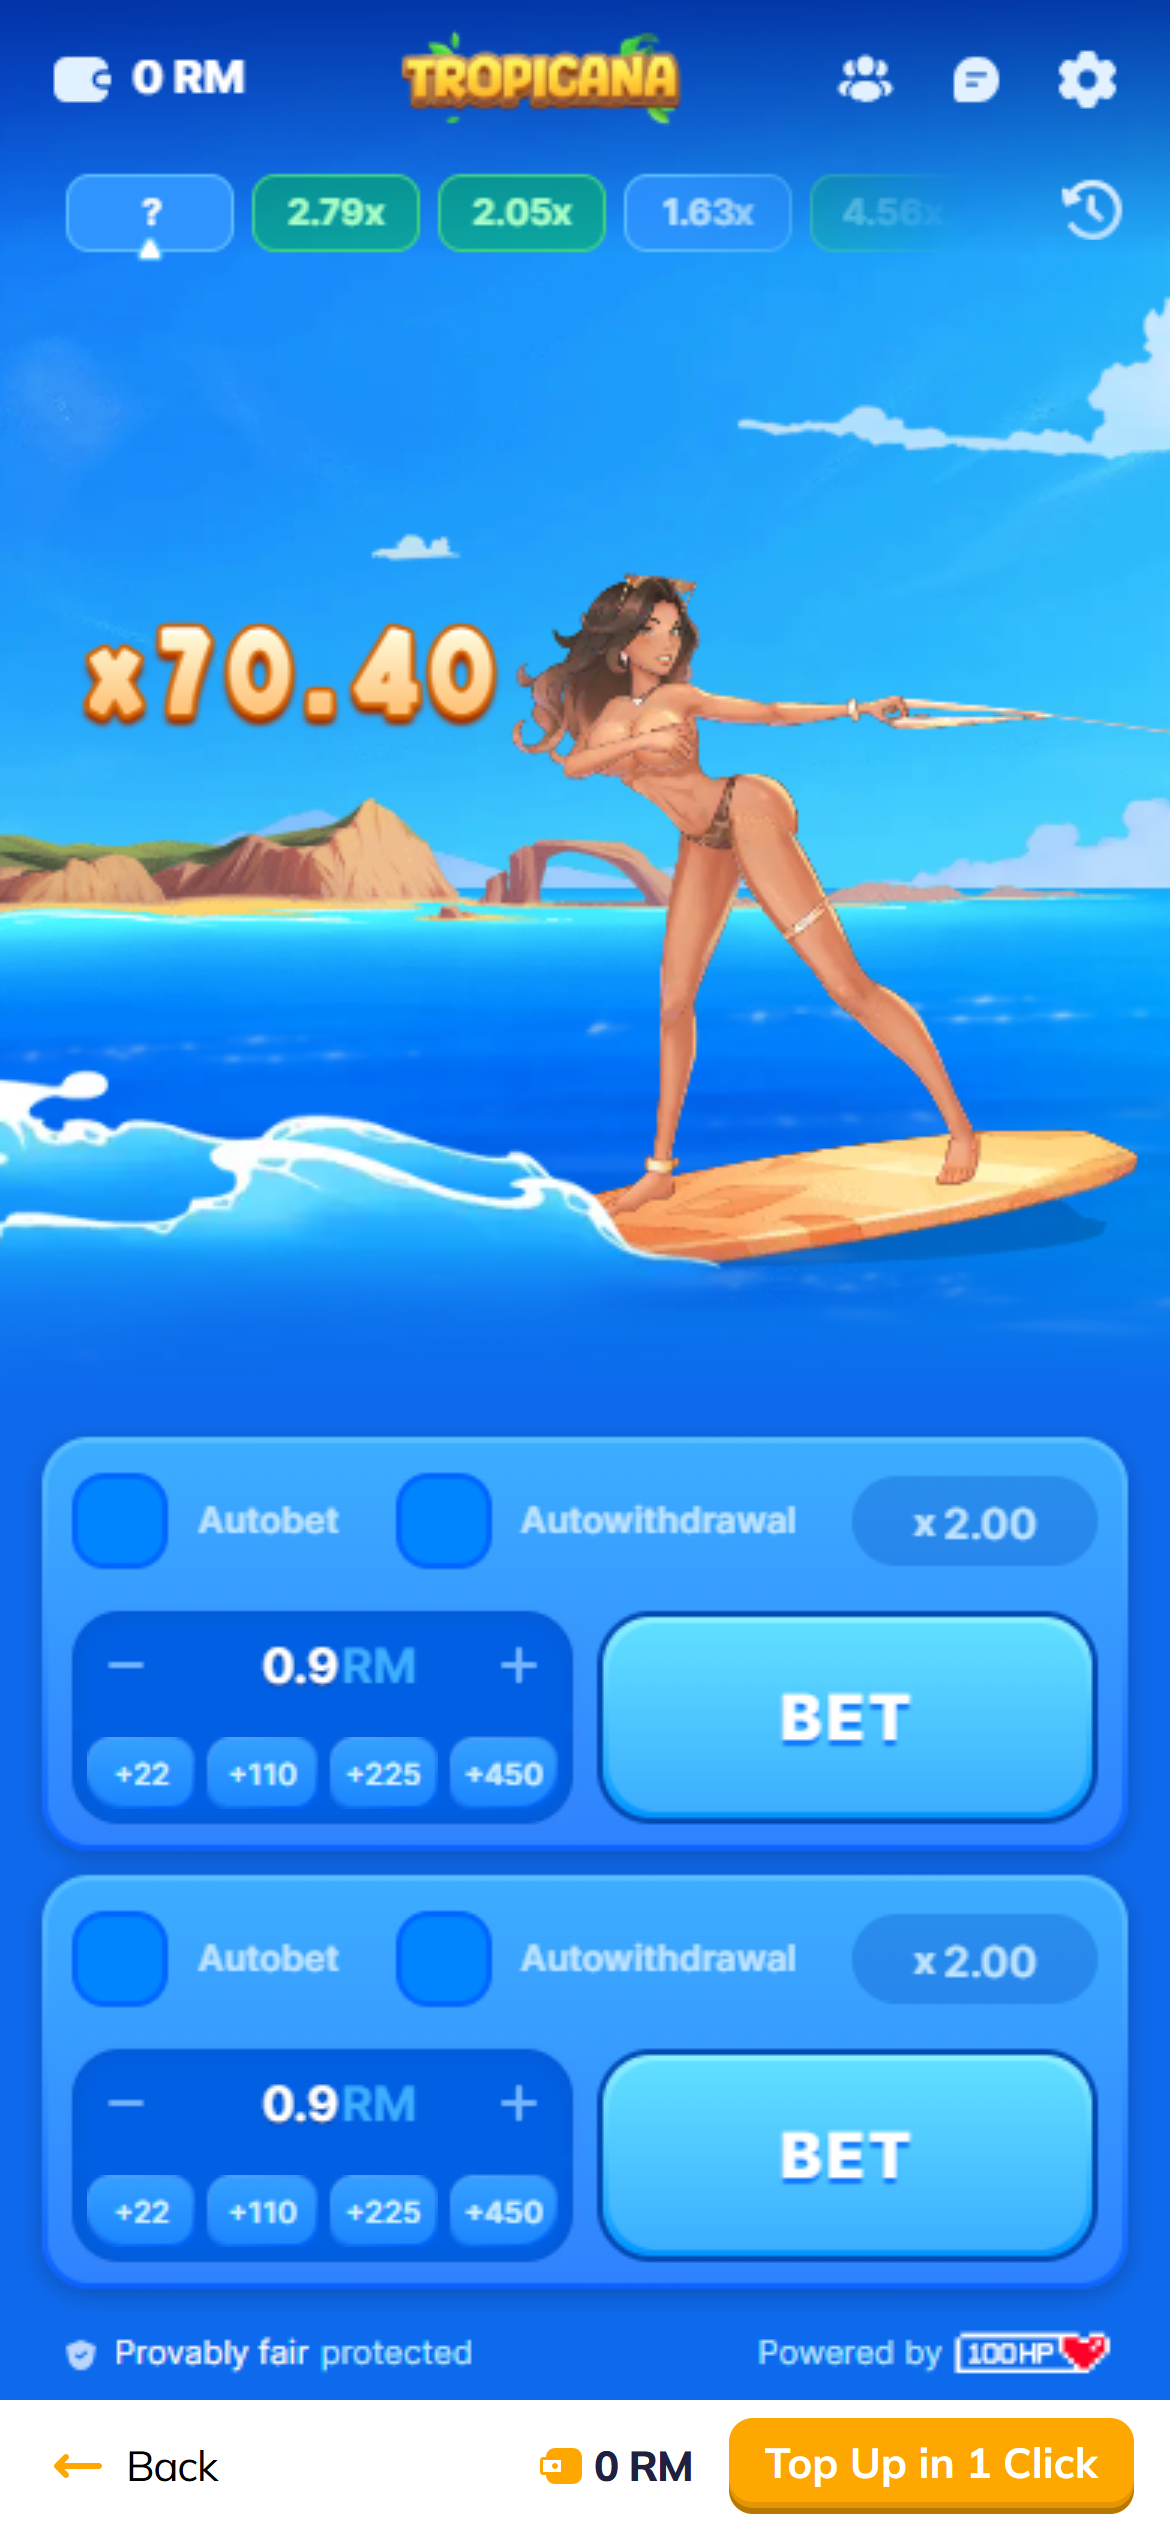 0 RM
TROPICANA
? 2.79x 2.05x 1.63x 4.56x
x70.40
Autobet Autowithdrawal x 2.00
− 0.9RM +
BET
+22 +110 +225 +450
Autobet Autowithdrawal x 2.00
− 0.9RM +
BET
+22 +110 +225 +450
Provably fair protected Powered by 100HP
Back 0 RM Top Up in 1 Click